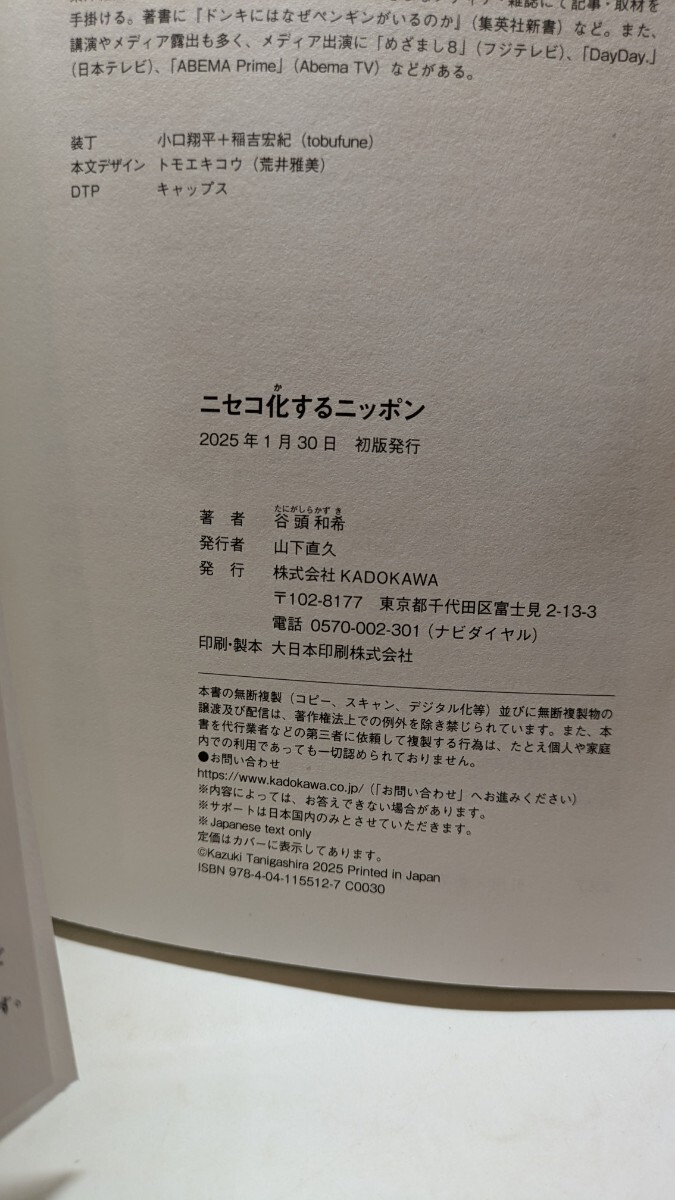 手掛ける。著書に『ドンキにはなぜペンギンがいるのか』(集英社新書)など。また、
講演やメディア露出も多く、メディア出演に「めざまし8」(フジテレビ)、「DayDay.」
(日本テレビ)、「ABEMA Prime」(Abema TV)などがある。
装丁 小口翔平+稲吉宏紀(tobufune)
本文デザイン トモエキコウ(荒井雅美)
DTP キャップス
か
ニセコ化するニッポン
2025年1月30日 初版発行
たにがしらかずき
著者 谷頭和希
発行者 山下直久
発行 株式会社KADOKAWA
〒102-8177 東京都千代田区富士見2-13-3
電話 0570-002-301(ナビダイヤル)
印刷・製本 大日本印刷株式会社
本書の無断複製(コピー、スキャン、デジタル化等)並びに無断複製物の
譲渡及び配信は、著作権法上での例外を除き禁じられています。また、本
書を代行業者などの第三者に依頼して複製する行為は、たとえ個人や家庭
内での利用であっても一切認められておりません。
●お問い合わせ
https://www.kadokawa.co.jp/(「お問い合わせ」へお進みください)
※内容によっては、お答えできない場合があります。
※サポートは日本国内のみとさせていただきます。
※Japanese text only
定価はカバーに表示してあります。
©Kazuki Tanigashira 2025 Printed in Japan
ISBN 978-4-04-115512-7 C0030